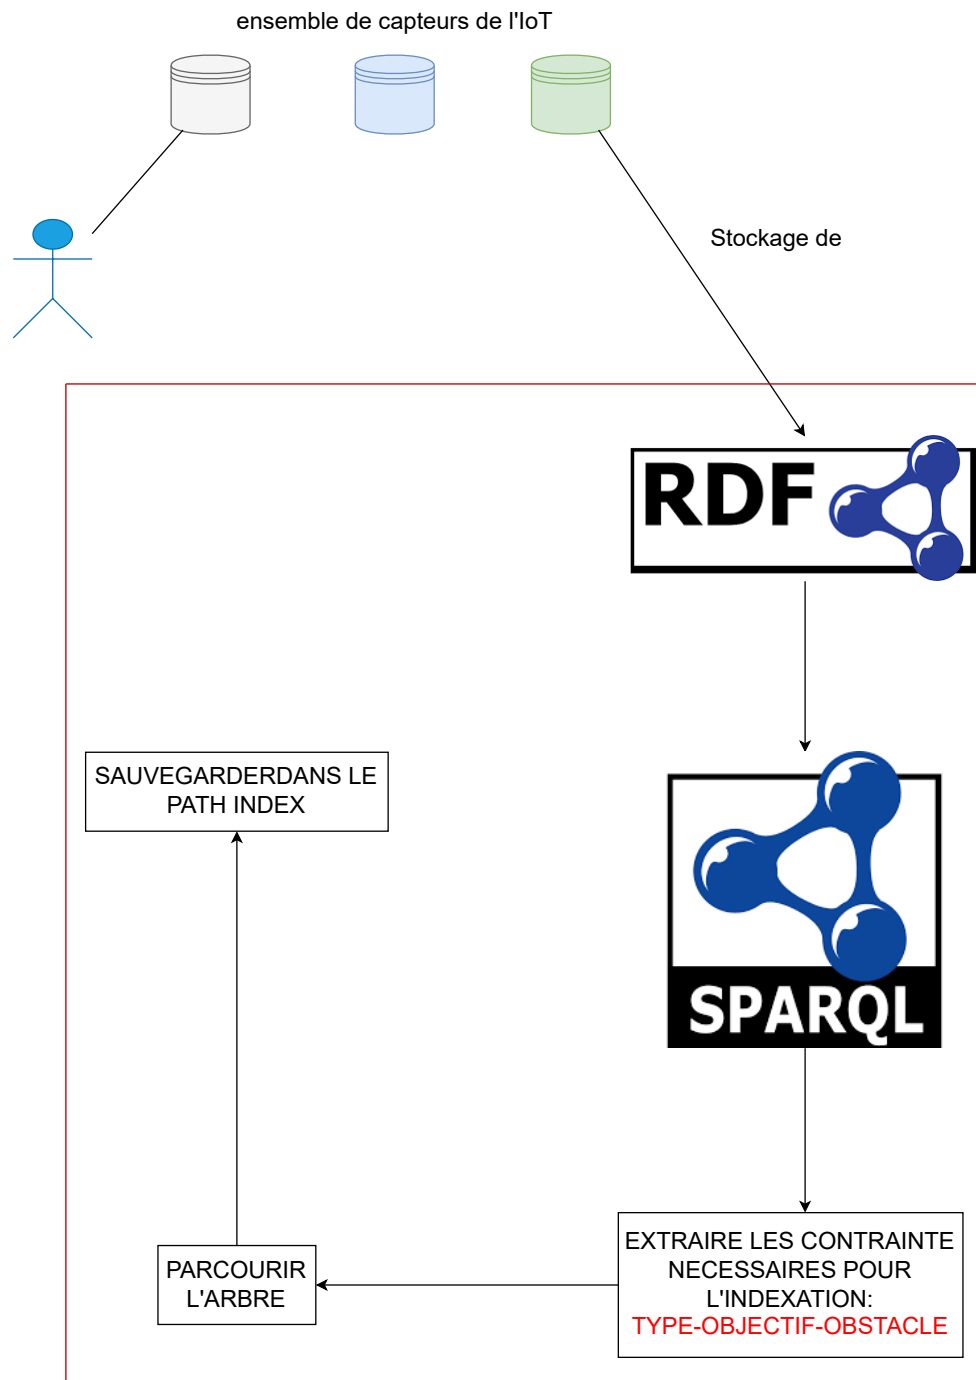 ensemble de capteurs de l'IoT
Stockage de
RDF
SAUVEGARDERDANS LE
PATH INDEX
SPARQL
EXTRAIRE LES CONTRAINTE
NECESSAIRES POUR
L'INDEXATION:
TYPE-OBJECTIF-OBSTACLE
PARCOURIR
L'ARBRE